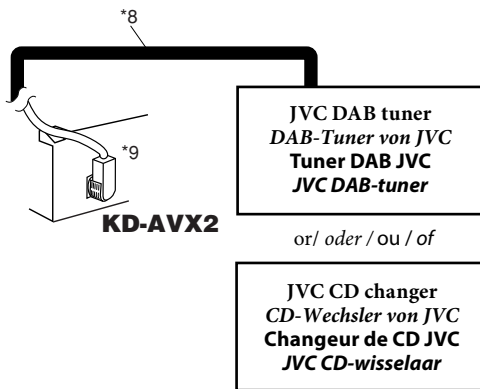 *8
*9
KD-AVX2
JVC DAB tuner
DAB-Tuner von JVC
Tuner DAB JVC
JVC DAB-tuner
or/ oder / ou / of
JVC CD changer
CD-Wechsler von JVC
Changeur de CD JVC
JVC CD-wisselaar